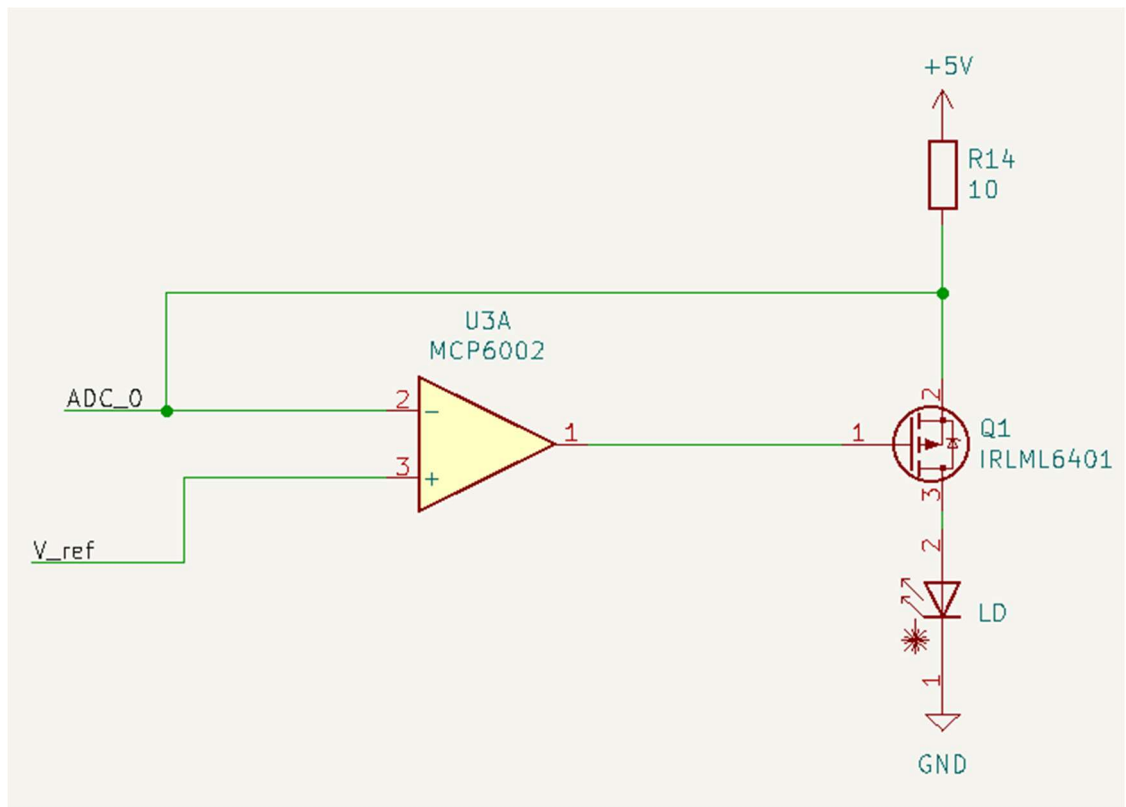 +5V
R14
10
U3A
MCP6002
ADC_0
2
−
1
3
+
V_ref
2
1
Q1
IRLML6401
3
2
LD
1
GND